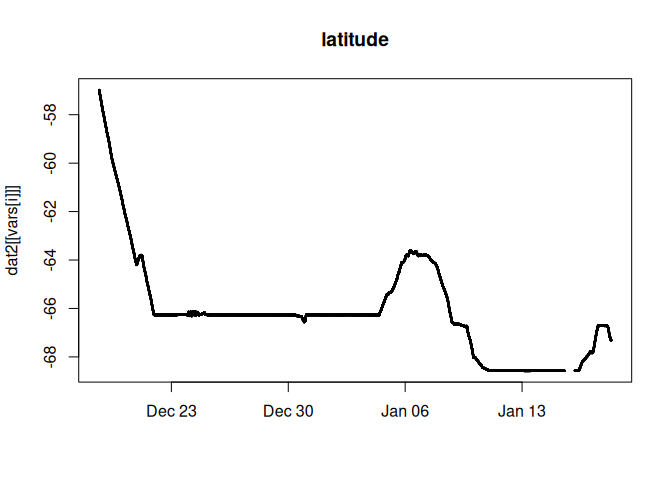 latitude
dat2[[vars[i]]]
-58
-60
-62
-64
-66
-68
Dec 23
Dec 30
Jan 06
Jan 13